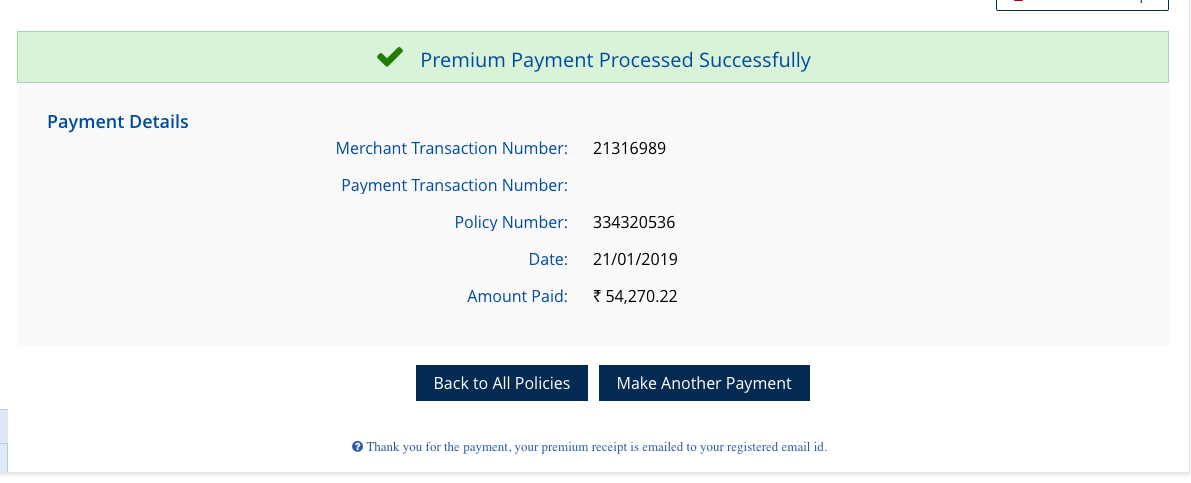 Premium Payment Processed Successfully
Payment Details
Merchant Transaction Number: 21316989
Payment Transaction Number:
Policy Number: 334320536
Date: 21/01/2019
Amount Paid: ₹ 54,270.22
Back to All Policies Make Another Payment
Thank you for the payment, your premium receipt is emailed to your registered email id.